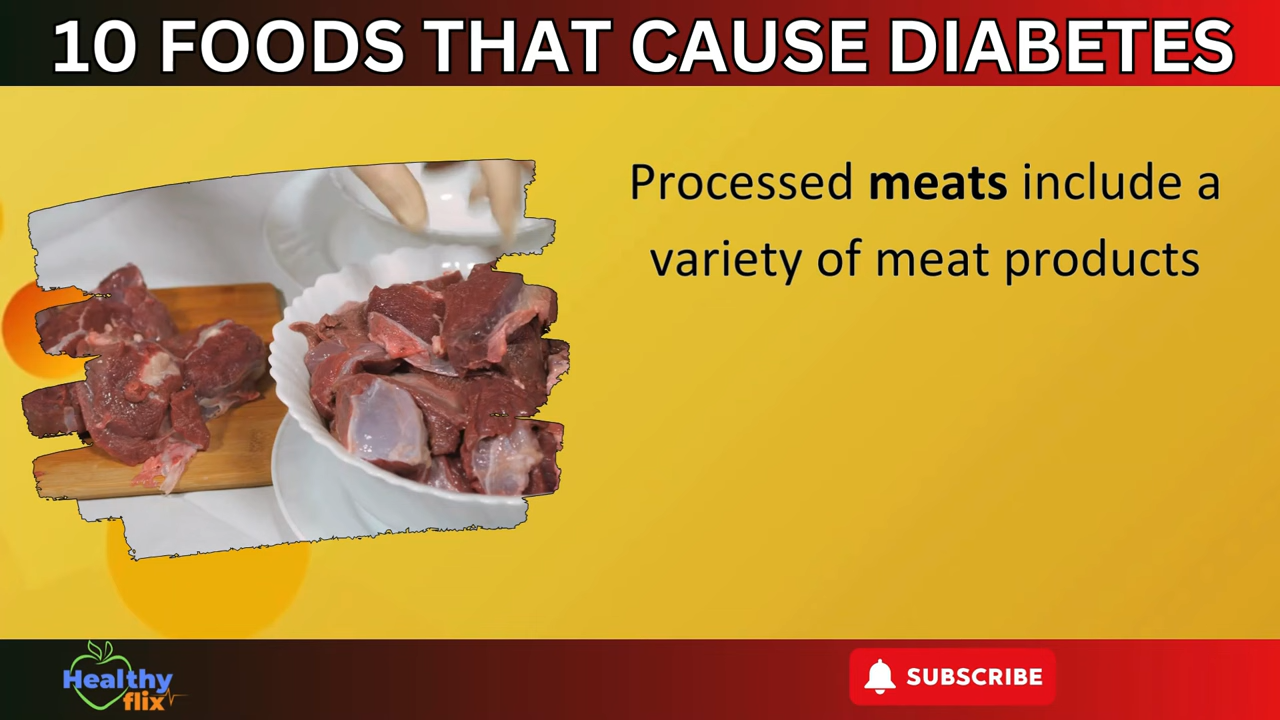 10 FOODS THAT CAUSE DIABETES
Processed meats include a
variety of meat products
Healthy
flix
SUBSCRIBE